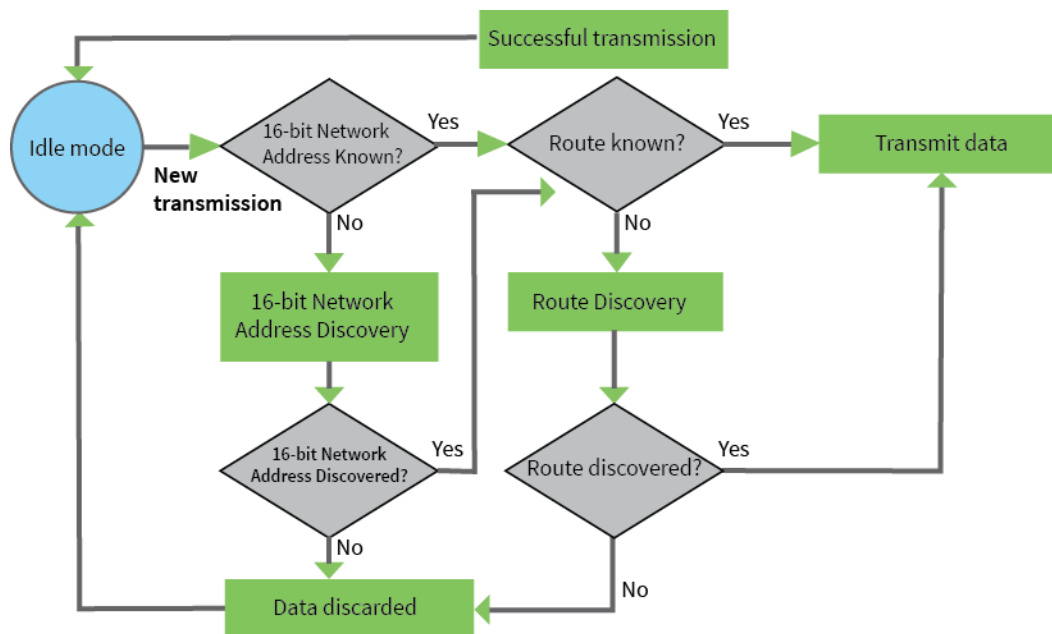 Successful transmission
Idle mode
New
transmission
16-bit Network
Address Known?
Yes
Route known?
Yes
Transmit data
No
No
16-bit Network
Address Discovery
Route Discovery
16-bit Network
Address Discovered?
Yes
Route discovered?
Yes
No
No
Data discarded